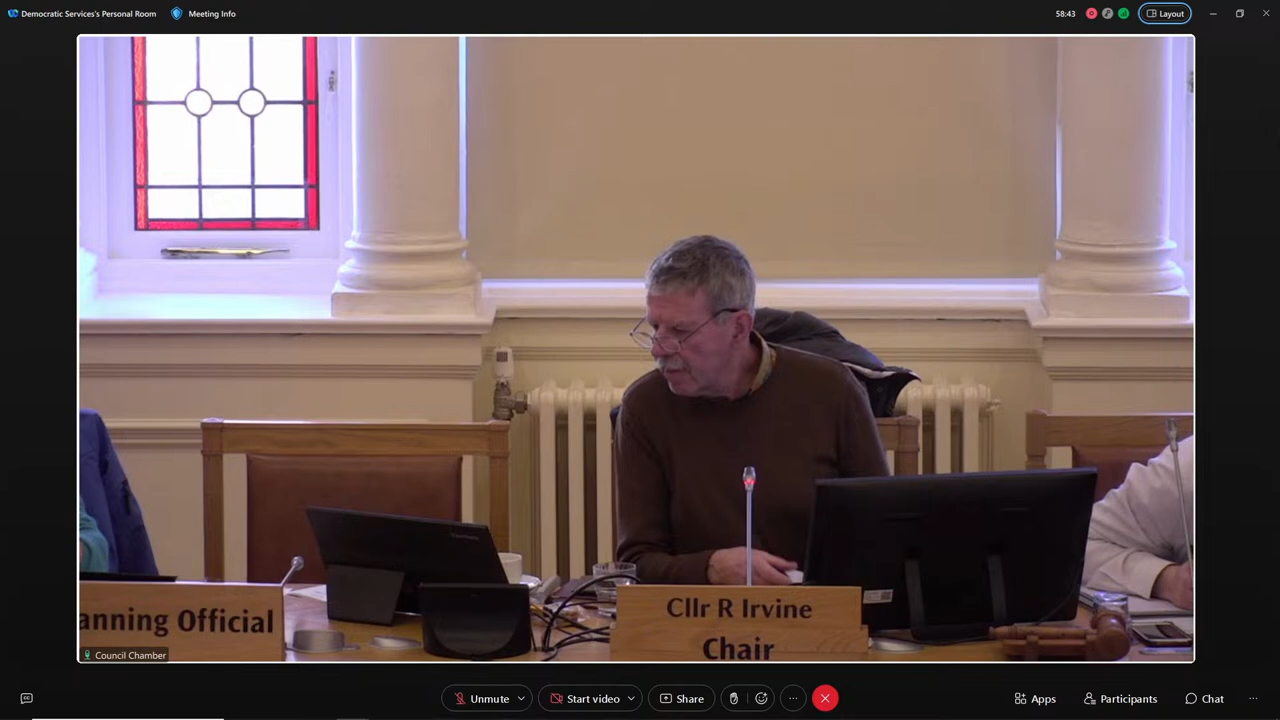 Democratic Services's Personal Room
Meeting Info
58:43
Layout
anning Official
Cllr R Irvine
Chair
Council Chamber
Unmute
Start video
Share
Apps
Participants
Chat